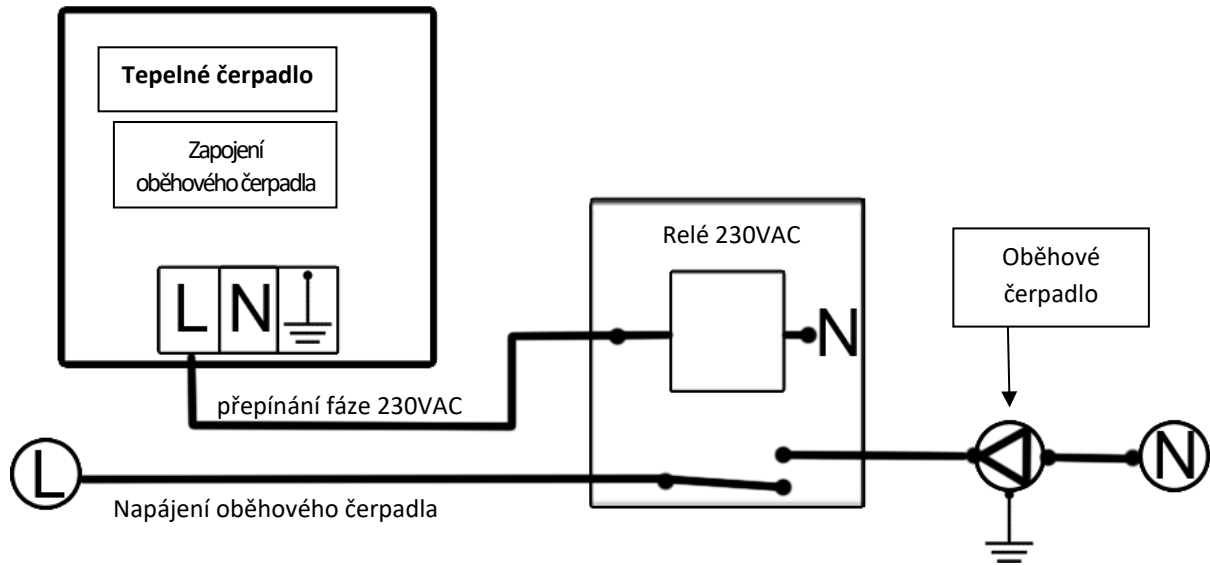 Tepelné čerpadlo
Zapojení
oběhového čerpadla
L N
přepínání fáze 230VAC
Relé 230VAC
N
Oběhové
čerpadlo
L
Napájení oběhového čerpadla
N